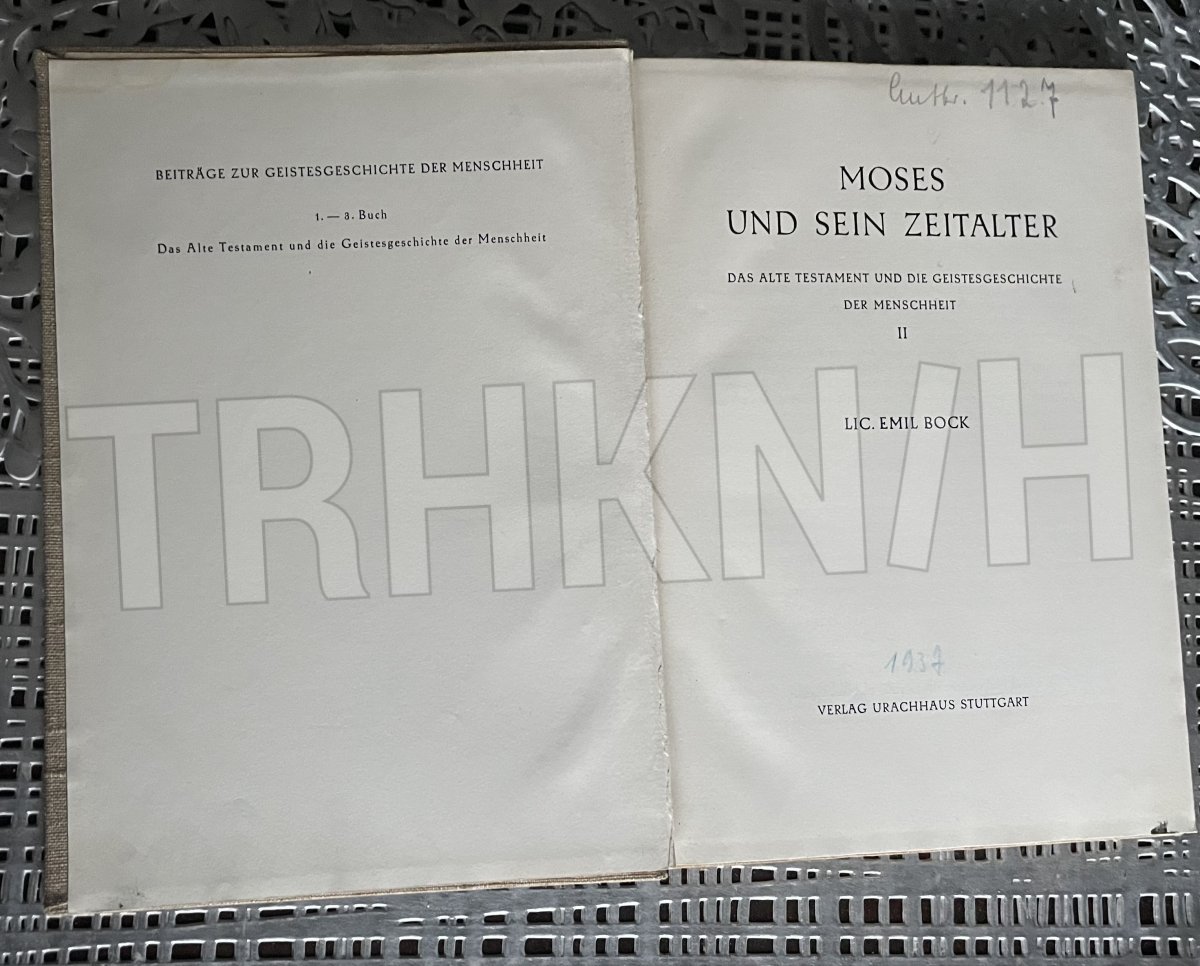 BEITRÄGE ZUR GEISTESGESCHICHTE DER MENSCHHEIT
1. — 3. Buch
Das Alte Testament und die Geistesgeschichte der Menschheit
1127
MOSES
UND SEIN ZEITALTER
DAS ALTE TESTAMENT UND DIE GEISTESGESCHICHTE
DER MENSCHHEIT
II
LIC. EMIL BOCK
TRHKN/H
1937
VERLAG URACHHAUS STUTTGART